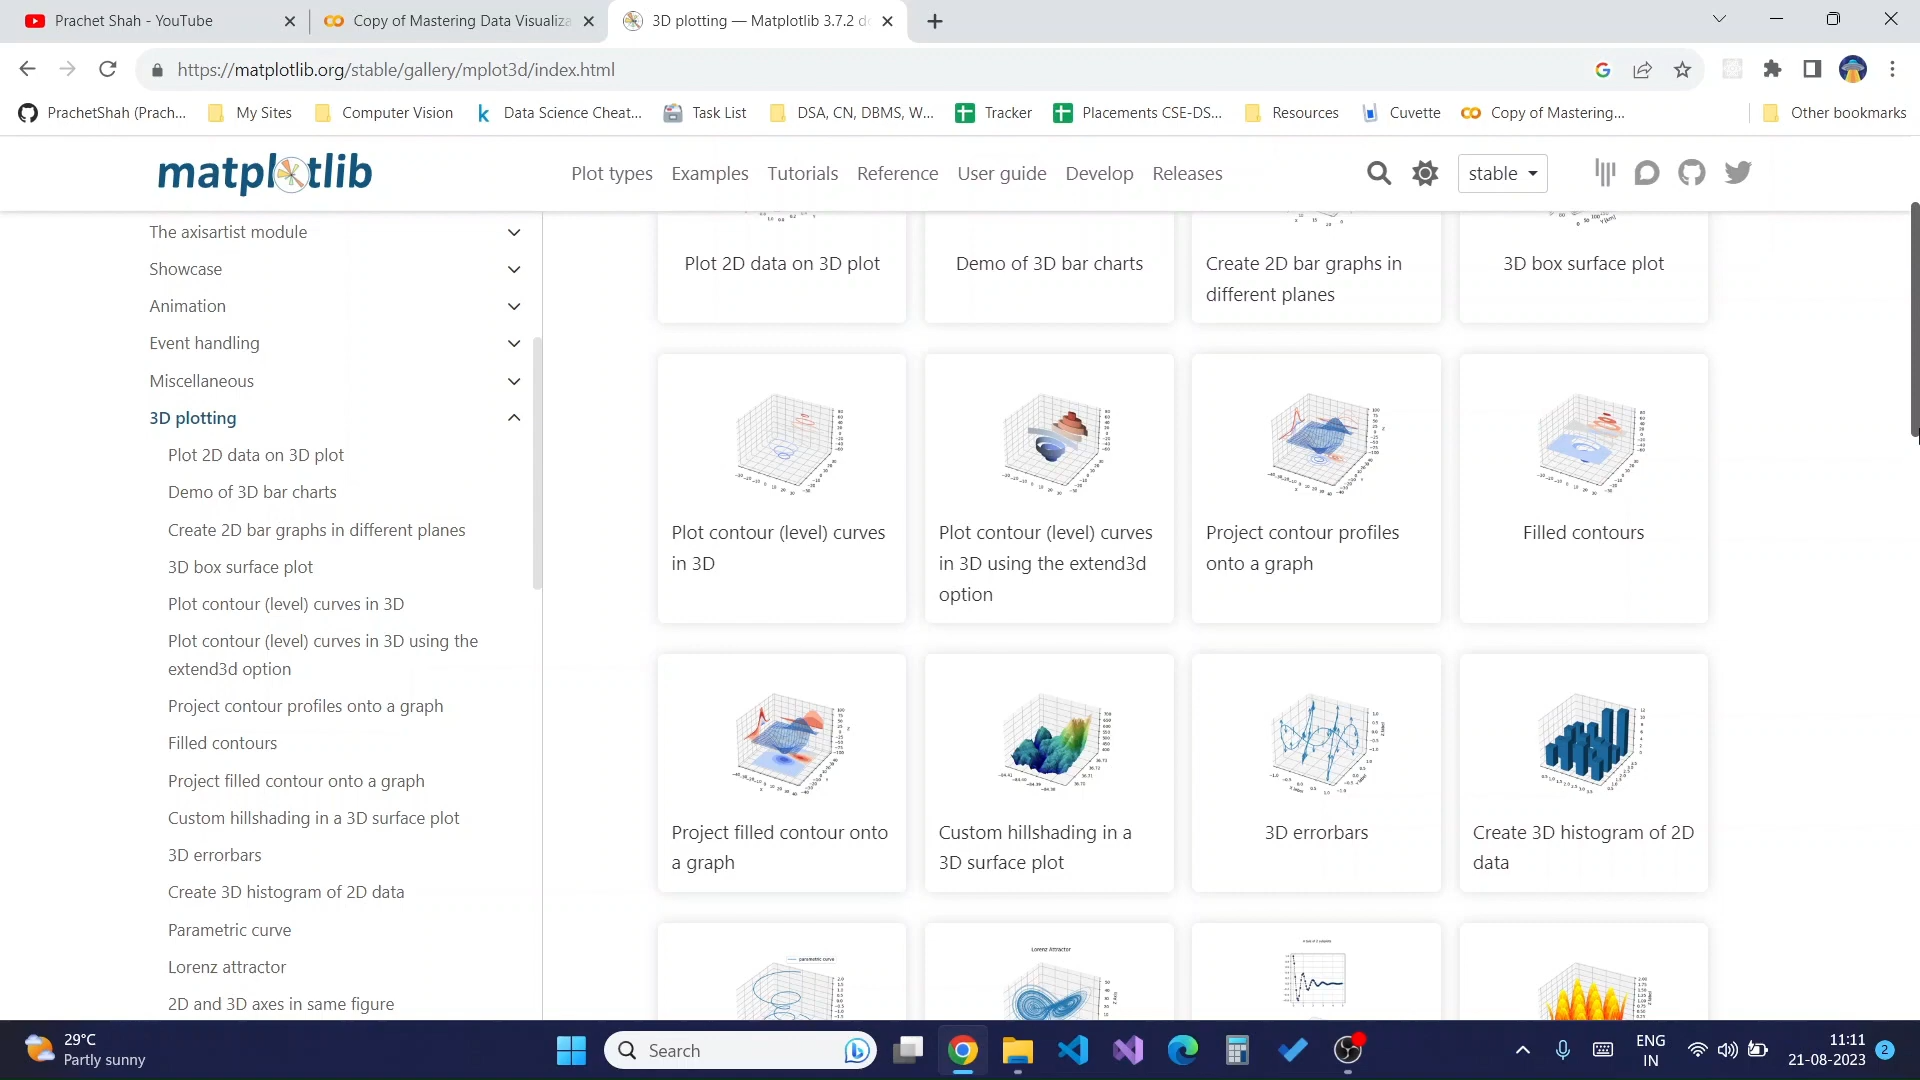 Prachet Shah - YouTube
Copy of Mastering Data Visualiza
3D plotting — Matplotlib 3.7.2 do
https://matplotlib.org/stable/gallery/mplot3d/index.html
PrachetShah (Prach...
My Sites
Computer Vision
Data Science Cheat...
Task List
DSA, CN, DBMS, W...
Tracker
Placements CSE-DS...
Resources
Cuvette
Copy of Mastering...
Other bookmarks
matplotlib
Plot types
Examples
Tutorials
Reference
User guide
Develop
Releases
stable
The axisartist module
Showcase
Animation
Event handling
Miscellaneous
3D plotting
Plot 2D data on 3D plot
Demo of 3D bar charts
Create 2D bar graphs in different planes
3D box surface plot
Plot contour (level) curves in 3D
Plot contour (level) curves in 3D using the
extend3d option
Project contour profiles onto a graph
Filled contours
Project filled contour onto a graph
Custom hillshading in a 3D surface plot
3D errorbars
Create 3D histogram of 2D data
Parametric curve
Lorenz attractor
2D and 3D axes in same figure
Plot 2D data on 3D plot
Demo of 3D bar charts
Create 2D bar graphs in
different planes
3D box surface plot
Plot contour (level) curves
in 3D
Plot contour (level) curves
in 3D using the extend3d
option
Project contour profiles
onto a graph
Filled contours
Project filled contour onto
a graph
Custom hillshading in a
3D surface plot
3D errorbars
Create 3D histogram of 2D
data
parametric curve
Lorenz Attractor
29°C
Partly sunny
Search
ENG
IN
11:11
21-08-2023
2